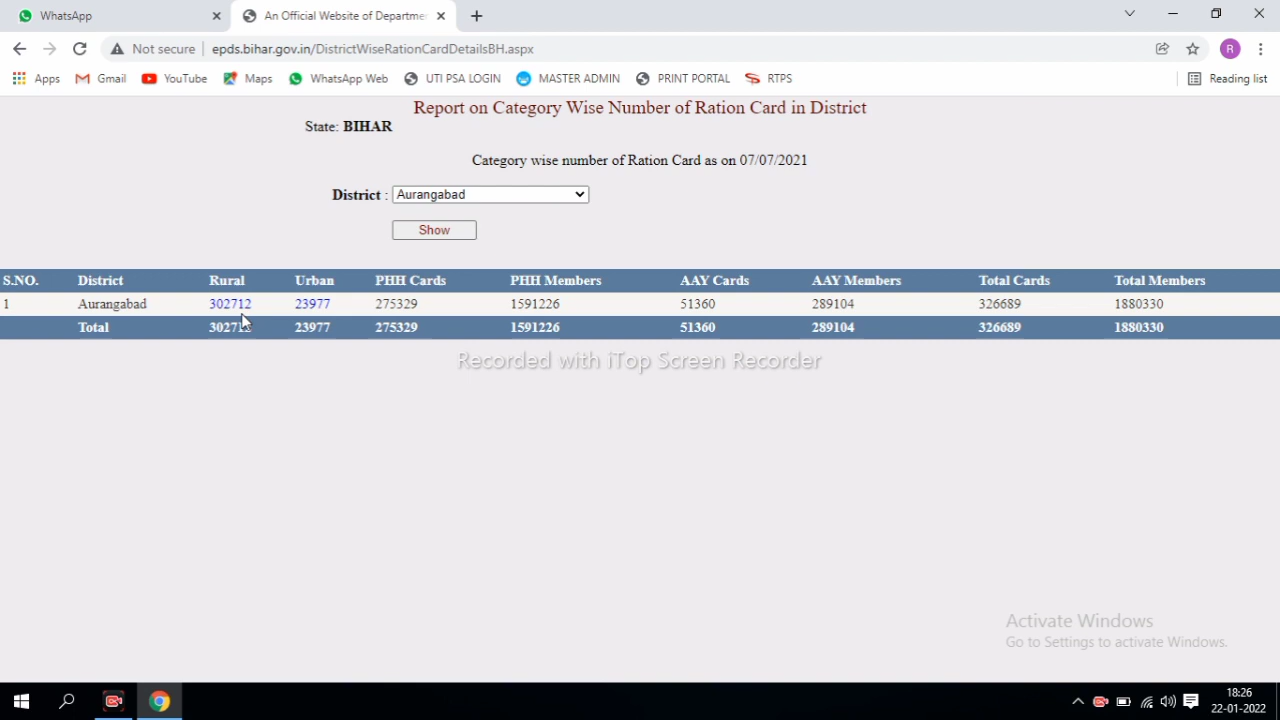 WhatsApp
An Official Website of Departme
Not secure
epds.bihar.gov.in/DistrictWiseRationCardDetailsBH.aspx
R
Apps Gmail YouTube Maps WhatsApp Web UTI PSA LOGIN MASTER ADMIN PRINT PORTAL RTPS Reading list
Report on Category Wise Number of Ration Card in District
State: BIHAR
Category wise number of Ration Card as on 07/07/2021
District : Aurangabad
Show
S.NO. District Rural Urban PHH Cards PHH Members AAY Cards AAY Members Total Cards Total Members
1 Aurangabad 302712 23977 275329 1591226 51360 289104 326689 1880330
Total 302712 23977 275329 1591226 51360 289104 326689 1880330
Recorded with iTop Screen Recorder
Activate Windows
Go to Settings to activate Windows.
18:26
22-01-2022